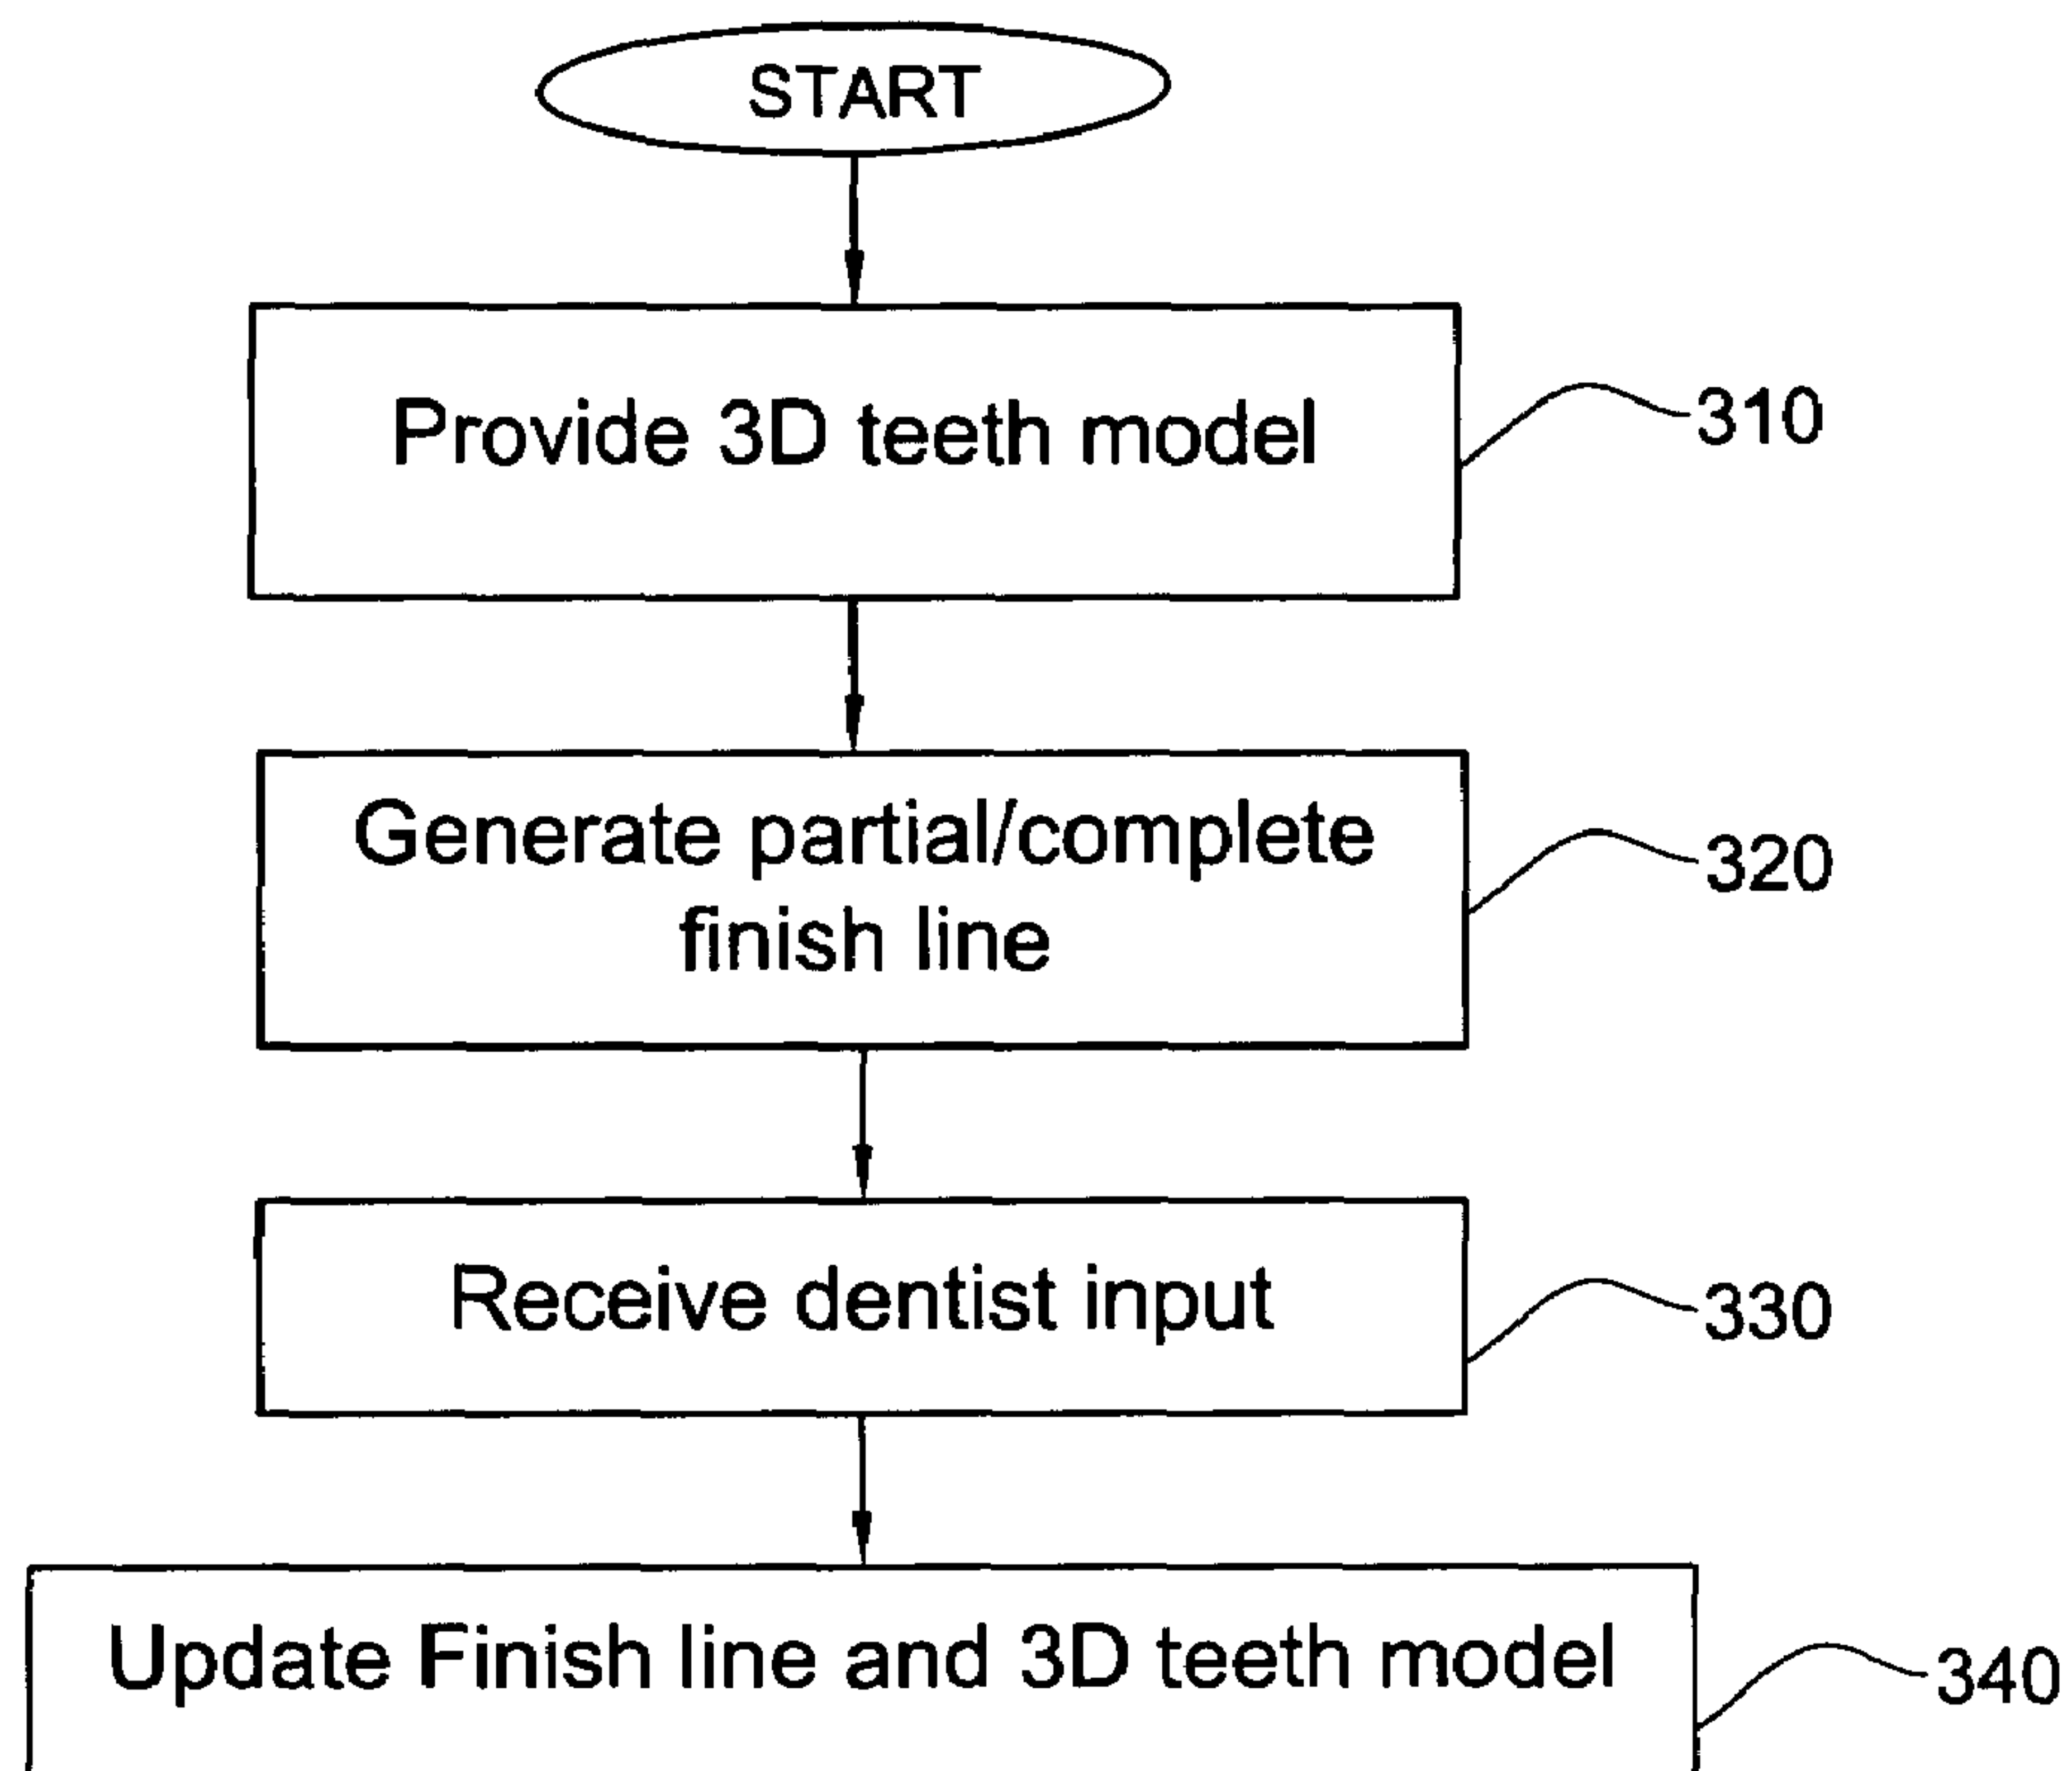 START
Provide 3D teeth model
310
Generate partial/complete
finish line
320
Receive dentist input
330
Update Finish line and 3D teeth model
340